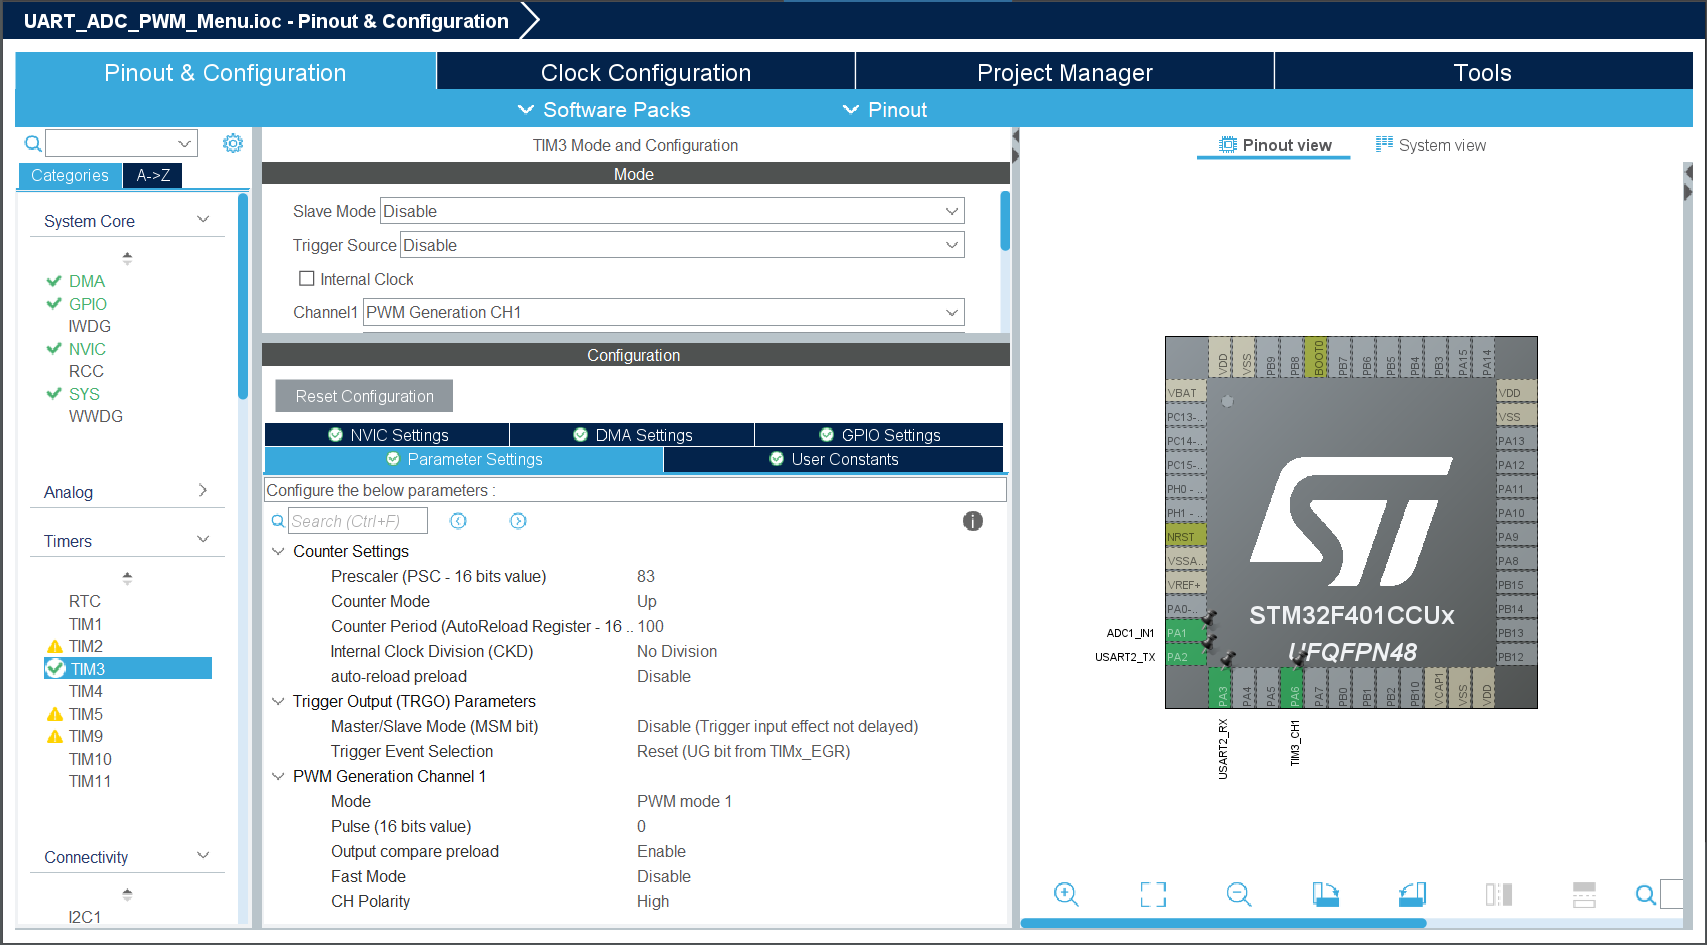 UART_ADC_PWM_Menu.ioc - Pinout & Configuration
Pinout & Configuration
Clock Configuration
Project Manager
Tools
Software Packs
Pinout
Categories
A->Z
System Core
DMA
GPIO
IWDG
NVIC
RCC
SYS
WWDG
Analog
Timers
RTC
TIM1
TIM2
TIM3
TIM4
TIM5
TIM9
TIM10
TIM11
Connectivity
I2C1
TIM3 Mode and Configuration
Mode
Slave Mode Disable
Trigger Source Disable
Internal Clock
Channel1 PWM Generation CH1
Configuration
Reset Configuration
NVIC Settings
DMA Settings
GPIO Settings
Parameter Settings
User Constants
Configure the below parameters :
Search (Ctrl+F)
Counter Settings
Prescaler (PSC - 16 bits value) 83
Counter Mode Up
Counter Period (AutoReload Register - 16 .. 100
Internal Clock Division (CKD) No Division
auto-reload preload Disable
Trigger Output (TRGO) Parameters
Master/Slave Mode (MSM bit) Disable (Trigger input effect not delayed)
Trigger Event Selection Reset (UG bit from TIMx_EGR)
PWM Generation Channel 1
Mode PWM mode 1
Pulse (16 bits value) 0
Output compare preload Enable
Fast Mode Disable
CH Polarity High
Pinout view
System view
VDD
VSS
PB9
PB8
BOOT0
PB7
PB6
PB5
PB4
PB3
PA15
PA14
VBAT
PC13-..
PC14-..
PC15-..
PH0 - ..
PH1 - ..
NRST
VSSA..
VREF+
PA0-..
ADC1_IN1 PA1
USART2_TX PA2
VDD
VSS
PA13
PA12
PA11
PA10
PA9
PA8
PB15
PB14
PB13
PB12
ST
STM32F401CCUx
UFQFPN48
PA3
PA4
PA5
PA6
PA7
PB0
PB1
PB2
PB10
VCAP1
VSS
VDD
USART2_RX
TIM3_CH1